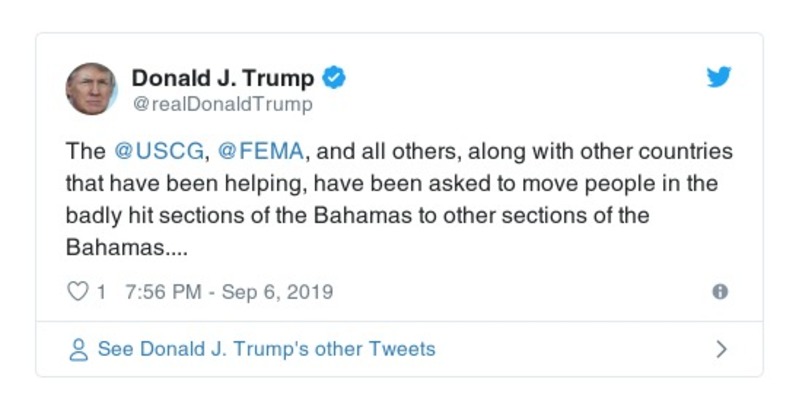 Donald J. Trump
@realDonaldTrump
The @USCG, @FEMA, and all others, along with other countries
that have been helping, have been asked to move people in the
badly hit sections of the Bahamas to other sections of the
Bahamas....
1 7:56 PM - Sep 6, 2019
See Donald J. Trump's other Tweets